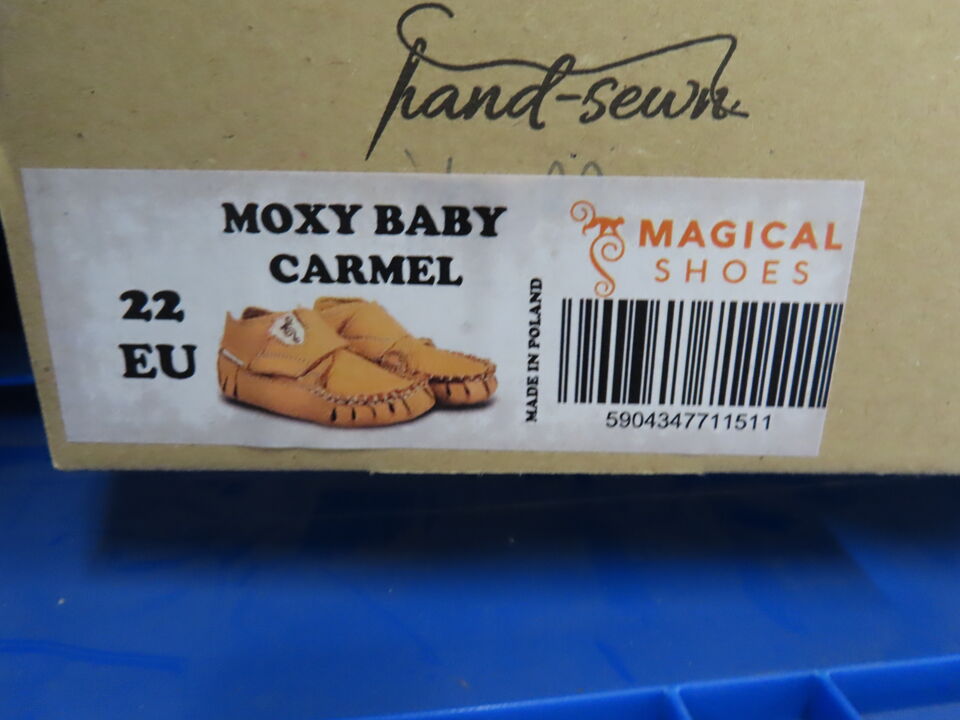 hand-sewn
MOXY BABY
CARMEL
22
EU
MADE IN POLAND
MAGICAL
SHOES
5904347711511